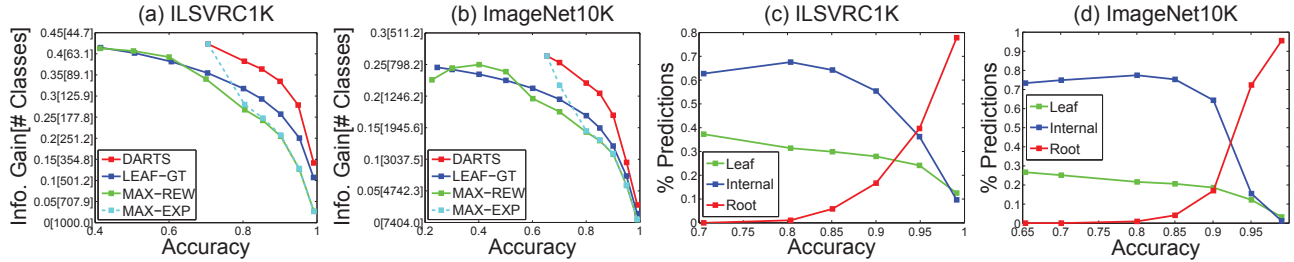 (a) ILSVRC1K
Info. Gain[# Classes]
0.45[44.7]
0.4[63.1]
0.35[89.1]
0.3[125.9]
0.25[177.8]
0.2[251.2]
0.15[354.8]
0.1[501.2]
0.05[707.9]
0[1000.0]
DARTS
LEAF-GT
MAX-REW
MAX-EXP
0.4 0.6 0.8 1
Accuracy
(b) ImageNet10K
Info. Gain[# Classes]
0.3[511.2]
0.25[798.2]
0.2[1246.2]
0.15[1945.6]
0.1[3037.5]
0.05[4742.3]
0[7404.0]
DARTS
LEAF-GT
MAX-REW
MAX-EXP
0.2 0.4 0.6 0.8 1
Accuracy
(c) ILSVRC1K
% Predictions
0.8
0.7
0.6
0.5
0.4
0.3
0.2
0.1
0
Leaf
Internal
Root
0.7 0.75 0.8 0.85 0.9 0.95 1
Accuracy
(d) ImageNet10K
% Predictions
1
0.9
0.8
0.7
0.6
0.5
0.4
0.3
0.2
0.1
0
Leaf
Internal
Root
0.65 0.7 0.75 0.8 0.85 0.9 0.95
Accuracy